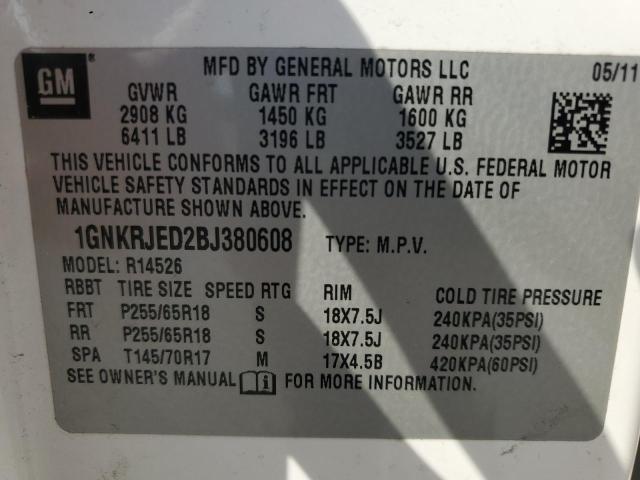 GM
MFD BY GENERAL MOTORS LLC 05/11
GVWR GAWR FRT GAWR RR
2908 KG 1450 KG 1600 KG
6411 LB 3196 LB 3527 LB
THIS VEHICLE CONFORMS TO ALL APPLICABLE U.S. FEDERAL MOTOR
VEHICLE SAFETY STANDARDS IN EFFECT ON THE DATE OF
MANUFACTURE SHOWN ABOVE.
1GNKRJED2BJ380608 TYPE: M.P.V.
MODEL: R14526
RBBT TIRE SIZE SPEED RTG RIM COLD TIRE PRESSURE
FRT P255/65R18 S 18X7.5J 240KPA(35PSI)
RR P255/65R18 S 18X7.5J 240KPA(35PSI)
SPA T145/70R17 M 17X4.5B 420KPA(60PSI)
SEE OWNER'S MANUAL FOR MORE INFORMATION.